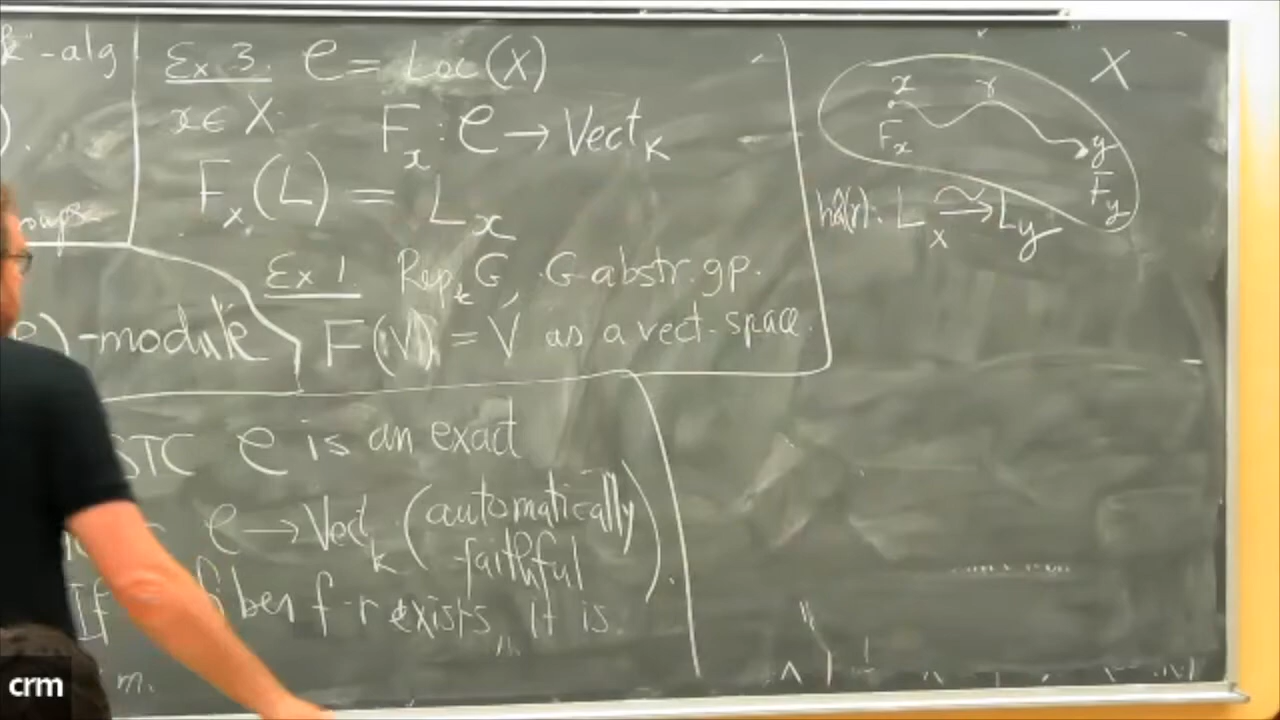 k-alg
Ex 3. C = Loc(X)
x ∈ X F_x : C → Vect_K
F_x(L) = L_x
Ex 1. Rep_k G, G abstr. gp.
)-module F(V) = V as a vect-space.
X
x γ
F_x y
F_y
hol(γ): L_x ⥲ L_y
STC C is an exact
C → Vect_k (automatically
faithful).
If fiber f-r exists, it is
m.
crm